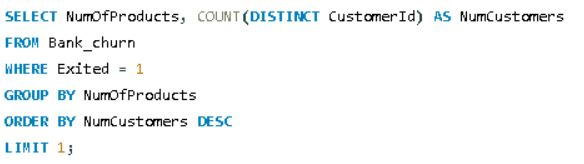 SELECT NumOfProducts, COUNT(DISTINCT CustomerId) AS NumCustomers
FROM Bank_churn
WHERE Exited = 1
GROUP BY NumOfProducts
ORDER BY NumCustomers DESC
LIMIT 1;